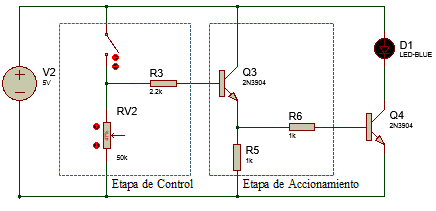 V2
5V
R3
2.2k
RV2
50k
Etapa de Control
Q3
2N3904
R6
1k
R5
1k
Etapa de Accionamiento
D1
LED-BLUE
Q4
2N3904